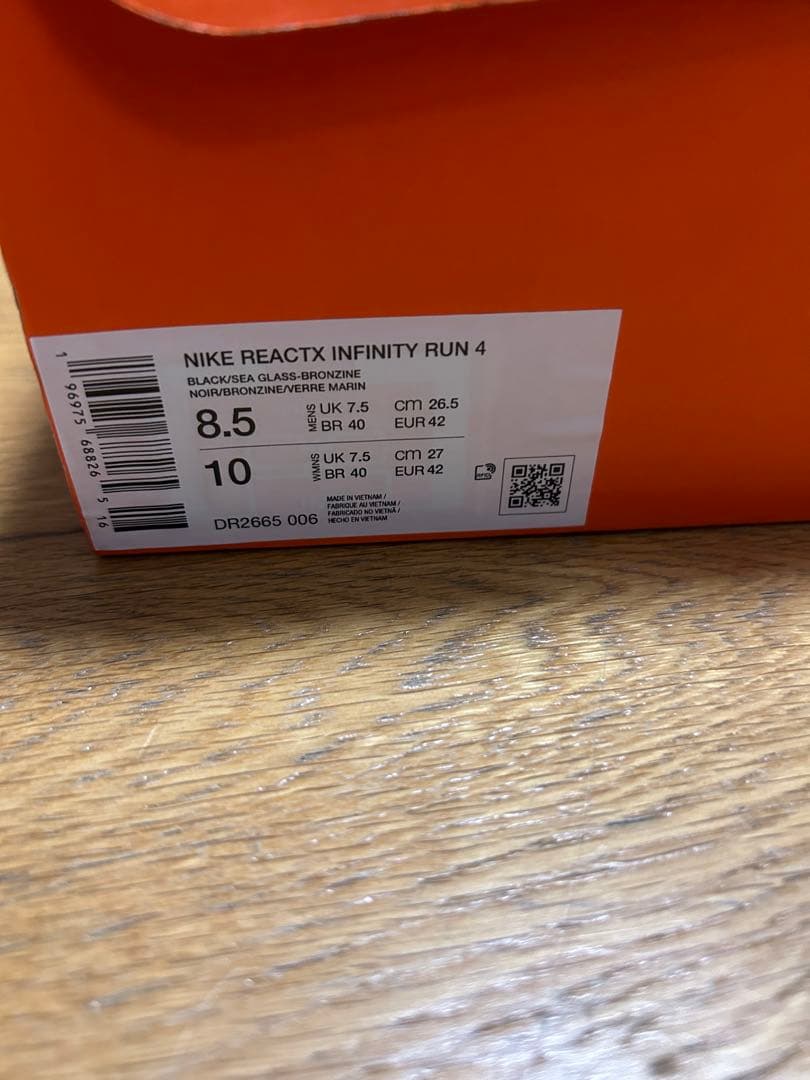 NIKE REACTX INFINITY RUN 4
BLACK/SEA GLASS-BRONZINE
NOIR/BRONZINE/VERRE MARIN
8.5 MENS UK 7.5 CM 26.5
BR 40 EUR 42
10 WMNS UK 7.5 CM 27
BR 40 EUR 42
MADE IN VIETNAM /
FABRIQUE AU VIETNAM /
FABRICADO NO VIETNÃ /
HECHO EN VIETNAM
DR2665 006
1 96975 68826 5 16